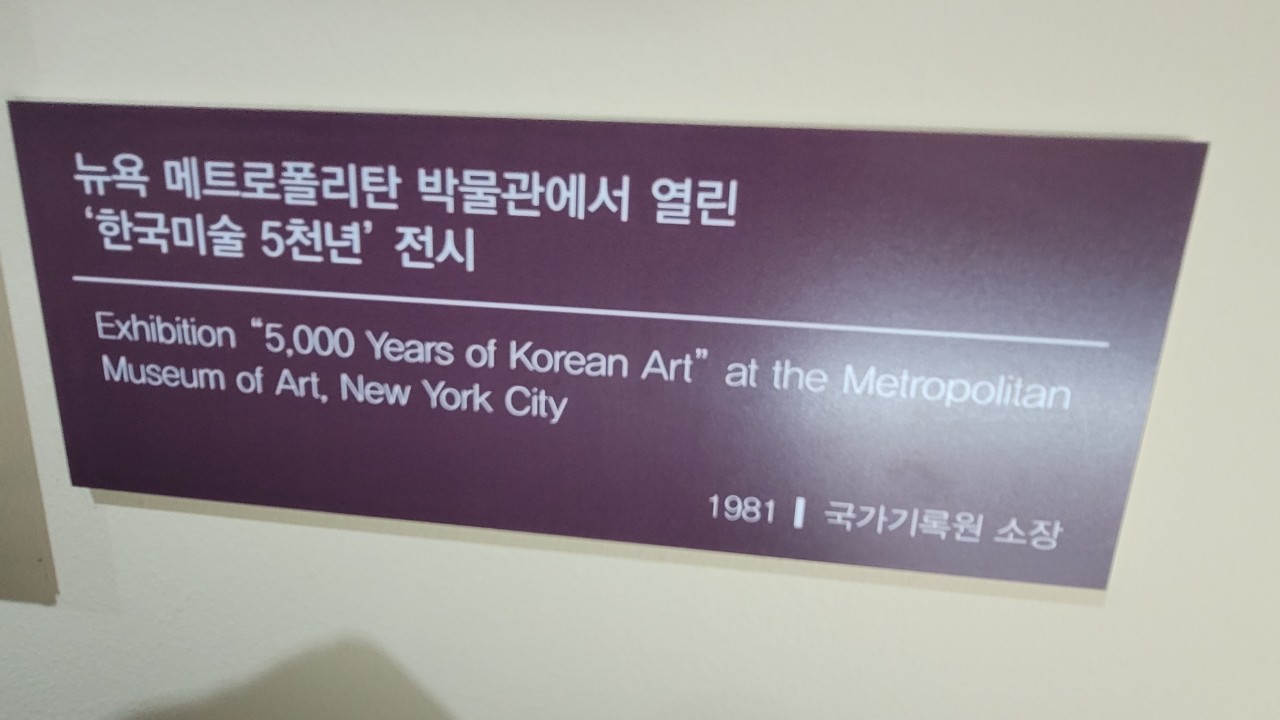 뉴욕 메트로폴리탄 박물관에서 열린
‘한국미술 5천년’ 전시
Exhibition “5,000 Years of Korean Art” at the Metropolitan
Museum of Art, New York City
1981 ┃ 국가기록원 소장